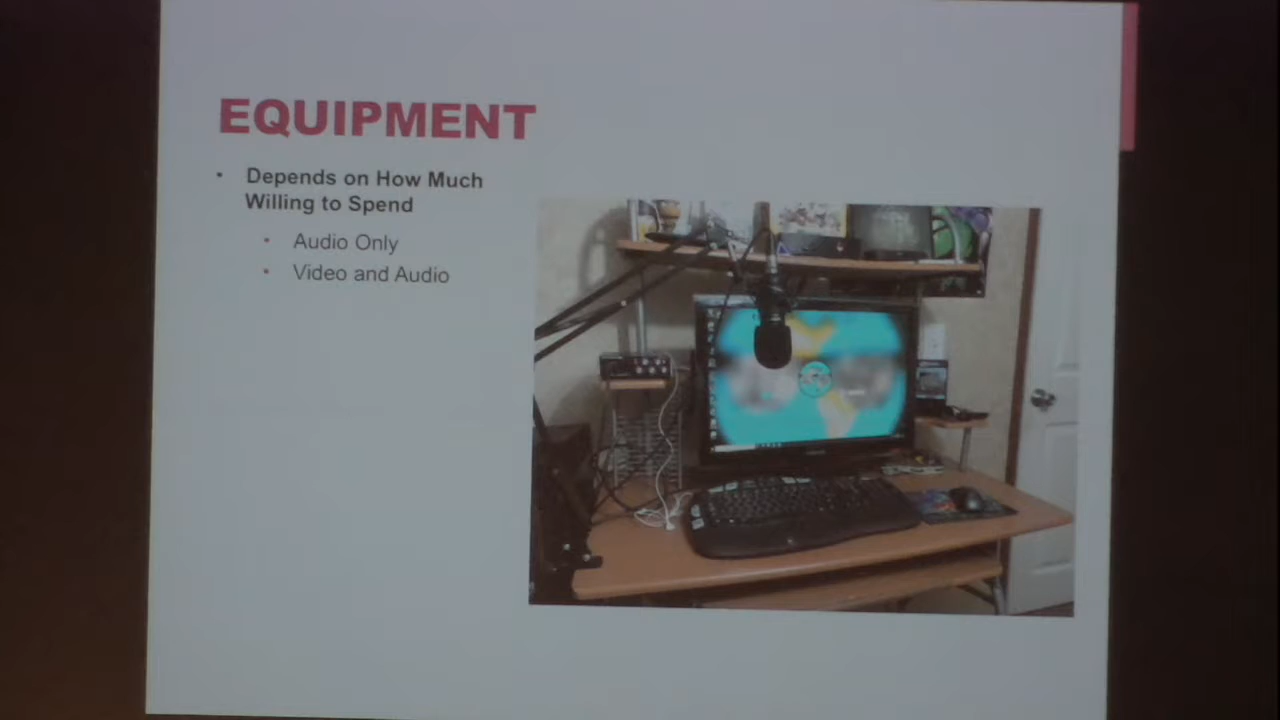 EQUIPMENT
• Depends on How Much
Willing to Spend
• Audio Only
• Video and Audio